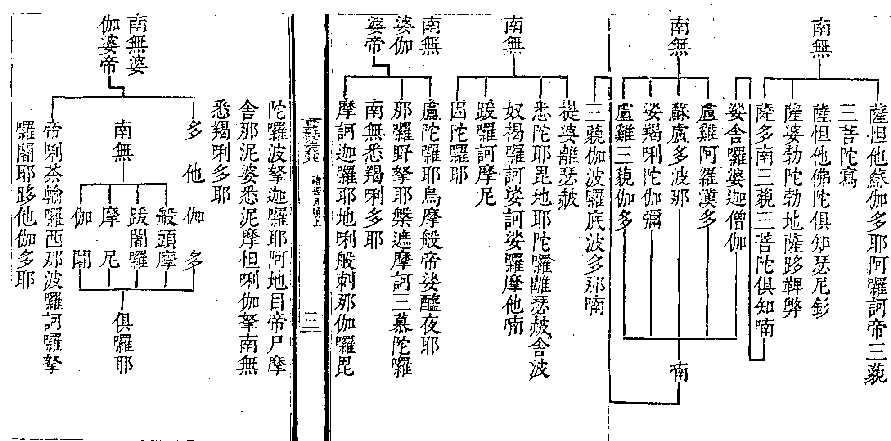 南無
薩怛他蘇伽多耶阿囉訶帝三藐
三菩陀寫
薩怛他佛陀俱知瑟尼釤
薩婆勃陀勃地薩跢鞞弊
薩多南三藐三菩陀俱知喃
南無
娑舍囉婆迦僧伽
盧雞阿羅漢多
蘇盧多波那
娑羯唎陀伽彌
盧雞三藐伽多
喃
三藐伽波囉底波多那喃
南無
提婆離瑟赧
悉陀耶毘地耶陀囉離瑟赧舍波
奴揭囉訶娑訶娑囉摩他喃
跋囉訶摩尼
因陀囉耶
南無
婆伽
婆帝
盧陀囉耶烏摩般帝娑醯夜耶
那囉野拏耶槃遮摩訶三慕陀囉
南無悉羯唎多耶
摩訶迦囉耶地唎般剌那伽囉毘
三
陀囉波拏迦囉耶阿地目帝尸摩
舍那泥婆悉泥摩怛唎伽拏南無
悉羯唎多耶
南無婆
伽婆帝
多他伽多
南無
般頭摩
跋闍囉
摩尼
伽闍
俱囉耶
帝唎茶輸囉西那波囉訶囉拏
囉闍耶跢他伽多耶